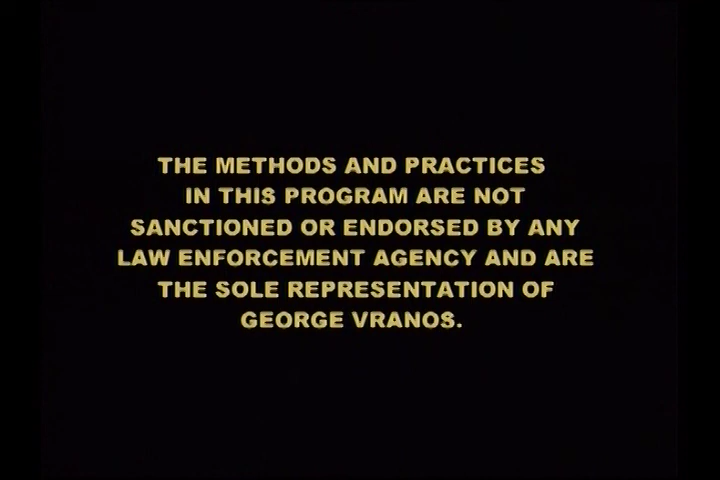 THE METHODS AND PRACTICES
IN THIS PROGRAM ARE NOT
SANCTIONED OR ENDORSED BY ANY
LAW ENFORCEMENT AGENCY AND ARE
THE SOLE REPRESENTATION OF
GEORGE VRANOS.